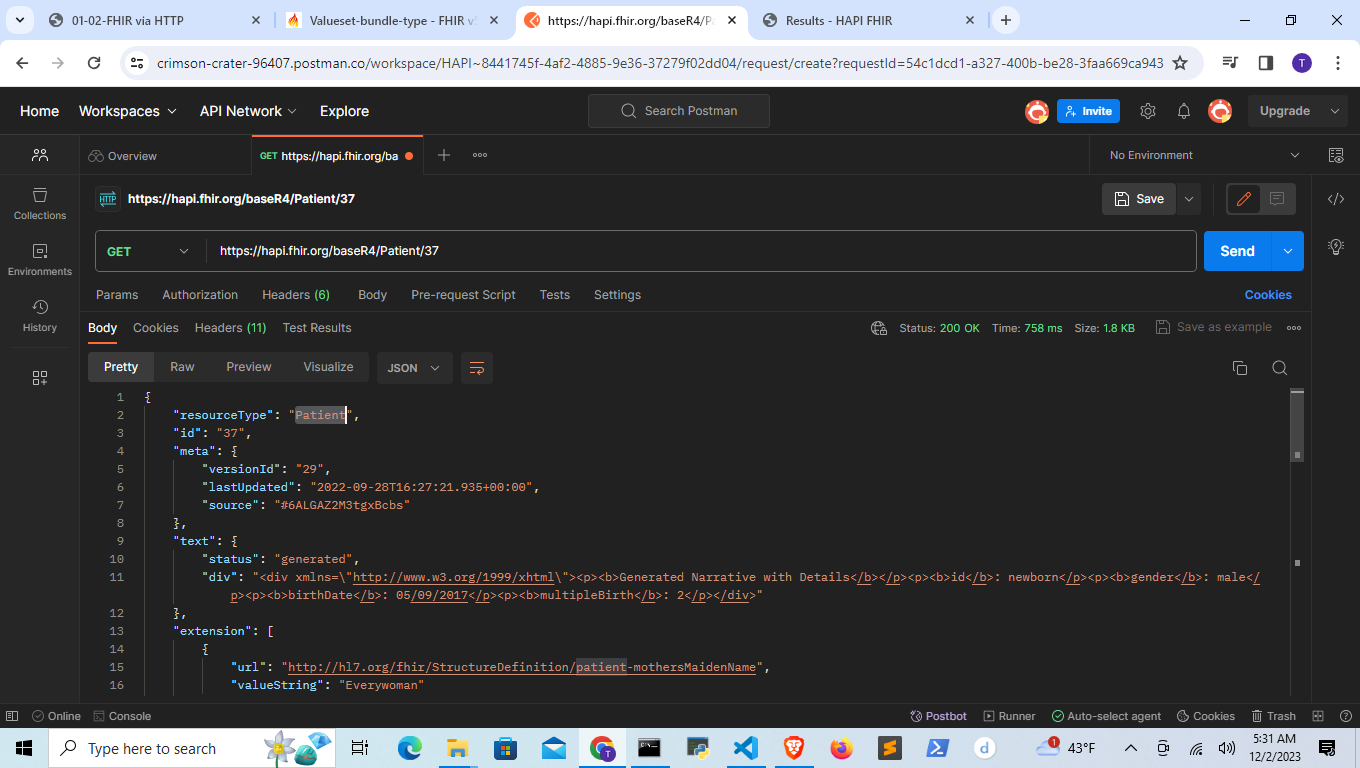 01-02-FHIR via HTTP
Valueset-bundle-type - FHIR v5
https://hapi.fhir.org/baseR4/Pa
Results - HAPI FHIR
crimson-crater-96407.postman.co/workspace/HAPI~8441745f-4af2-4885-9e36-37279f02dd04/request/create?requestId=54c1dcd1-a327-400b-be28-3faa669ca943
T
Home
Workspaces
API Network
Explore
Search Postman
Invite
Upgrade
Overview
GET https://hapi.fhir.org/ba
No Environment
HTTP
https://hapi.fhir.org/baseR4/Patient/37
Save
Collections
Environments
History
GET
https://hapi.fhir.org/baseR4/Patient/37
Send
Params
Authorization
Headers (6)
Body
Pre-request Script
Tests
Settings
Cookies
Body
Cookies
Headers (11)
Test Results
Status: 200 OK
Time: 758 ms
Size: 1.8 KB
Save as example
Pretty
Raw
Preview
Visualize
JSON
1 {
2 "resourceType": "Patient",
3 "id": "37",
4 "meta": {
5 "versionId": "29",
6 "lastUpdated": "2022-09-28T16:27:21.935+00:00",
7 "source": "#6ALGAZ2M3tgxBcbs"
8 },
9 "text": {
10 "status": "generated",
11 "div": "<div xmlns=\"http://www.w3.org/1999/xhtml\"><p><b>Generated Narrative with Details</b></p><p><b>id</b>: newborn</p><p><b>gender</b>: male</
p><p><b>birthDate</b>: 05/09/2017</p><p><b>multipleBirth</b>: 2</p></div>"
12 },
13 "extension": [
14 {
15 "url": "http://hl7.org/fhir/StructureDefinition/patient-mothersMaidenName",
16 "valueString": "Everywoman"
Online
Console
Postbot
Runner
Auto-select agent
Cookies
Trash
Type here to search
T
d
1
43°F
5:31 AM
12/2/2023